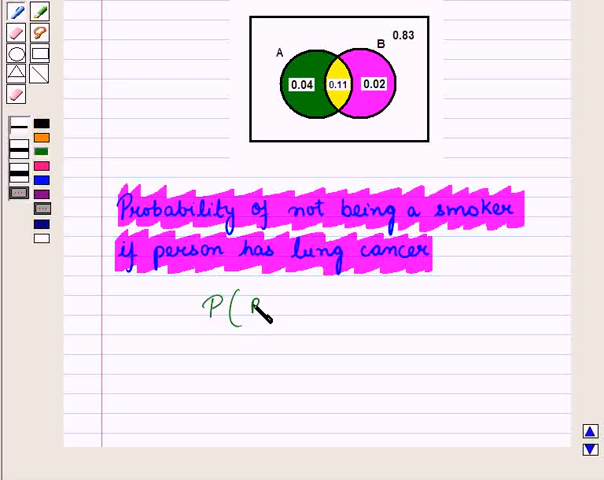 0.83
A
B
0.04
0.11
0.02
Probability of not being a smoker
if person has lung cancer
P(